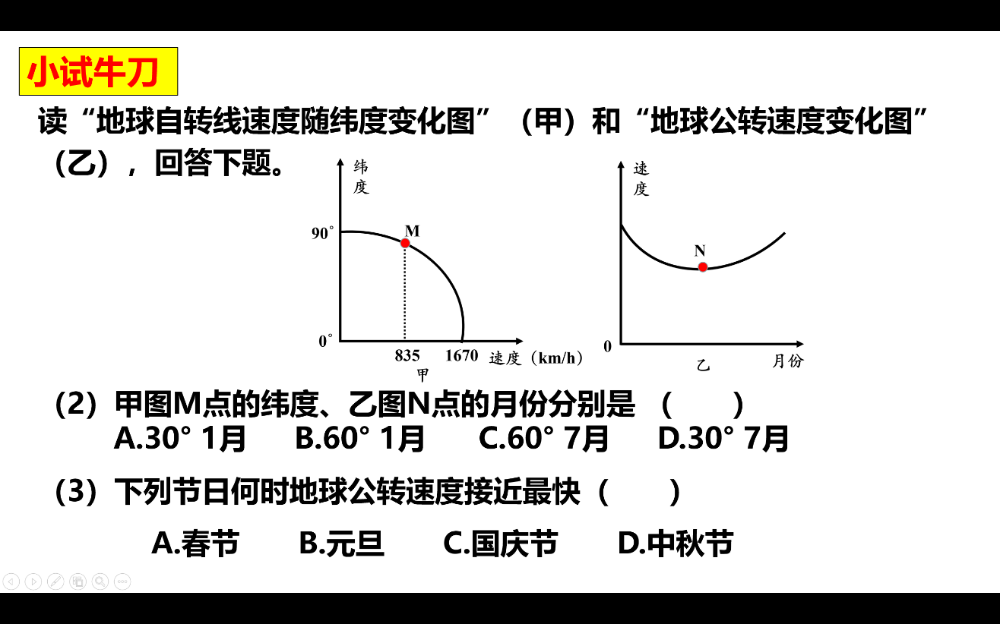 小试牛刀
读“地球自转线速度随纬度变化图”（甲）和“地球公转速度变化图”
（乙），回答下题。
纬
度
90°
M
0°
835 1670 速度（km/h）
甲
速
度
N
0
乙
月份
（2）甲图M点的纬度、乙图N点的月份分别是 （ ）
A.30° 1月 B.60° 1月 C.60° 7月 D.30° 7月
（3）下列节日何时地球公转速度接近最快（ ）
A.春节 B.元旦 C.国庆节 D.中秋节